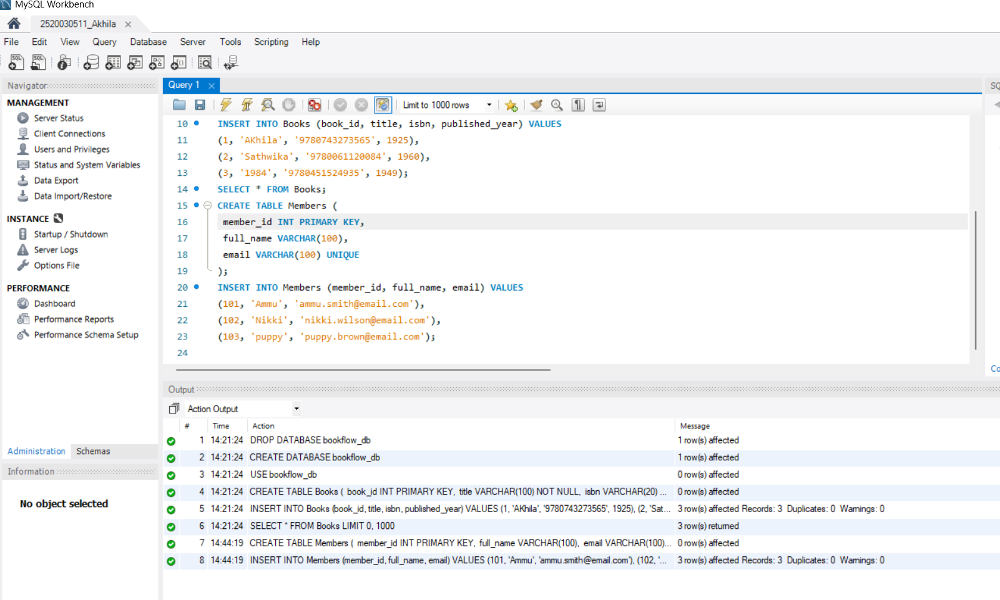 MySQL Workbench
2520030511_Akhila
File Edit View Query Database Server Tools Scripting Help
Navigator
MANAGEMENT
Server Status
Client Connections
Users and Privileges
Status and System Variables
Data Export
Data Import/Restore
INSTANCE
Startup / Shutdown
Server Logs
Options File
PERFORMANCE
Dashboard
Performance Reports
Performance Schema Setup
Administration Schemas
Information
No object selected
Query 1
Limit to 1000 rows
10 INSERT INTO Books (book_id, title, isbn, published_year) VALUES
11 (1, 'AKhila', '9780743273565', 1925),
12 (2, 'Sathwika', '9780061120084', 1960),
13 (3, '1984', '9780451524935', 1949);
14 SELECT * FROM Books;
15 CREATE TABLE Members (
16 member_id INT PRIMARY KEY,
17 full_name VARCHAR(100),
18 email VARCHAR(100) UNIQUE
19 );
20 INSERT INTO Members (member_id, full_name, email) VALUES
21 (101, 'Ammu', 'ammu.smith@email.com'),
22 (102, 'Nikki', 'nikki.wilson@email.com'),
23 (103, 'puppy', 'puppy.brown@email.com');
24
SQ
Co
Output
Action Output
# Time Action Message
1 14:21:24 DROP DATABASE bookflow_db 1 row(s) affected
2 14:21:24 CREATE DATABASE bookflow_db 1 row(s) affected
3 14:21:24 USE bookflow_db 0 row(s) affected
4 14:21:24 CREATE TABLE Books ( book_id INT PRIMARY KEY, title VARCHAR(100) NOT NULL, isbn VARCHAR(20) ... 0 row(s) affected
5 14:21:24 INSERT INTO Books (book_id, title, isbn, published_year) VALUES (1, 'AKhila', '9780743273565', 1925), (2, 'Sat... 3 row(s) affected Records: 3 Duplicates: 0 Warnings: 0
6 14:21:24 SELECT * FROM Books LIMIT 0, 1000 3 row(s) returned
7 14:44:19 CREATE TABLE Members ( member_id INT PRIMARY KEY, full_name VARCHAR(100), email VARCHAR(100)... 0 row(s) affected
8 14:44:19 INSERT INTO Members (member_id, full_name, email) VALUES (101, 'Ammu', 'ammu.smith@email.com'), (102, '... 3 row(s) affected Records: 3 Duplicates: 0 Warnings: 0